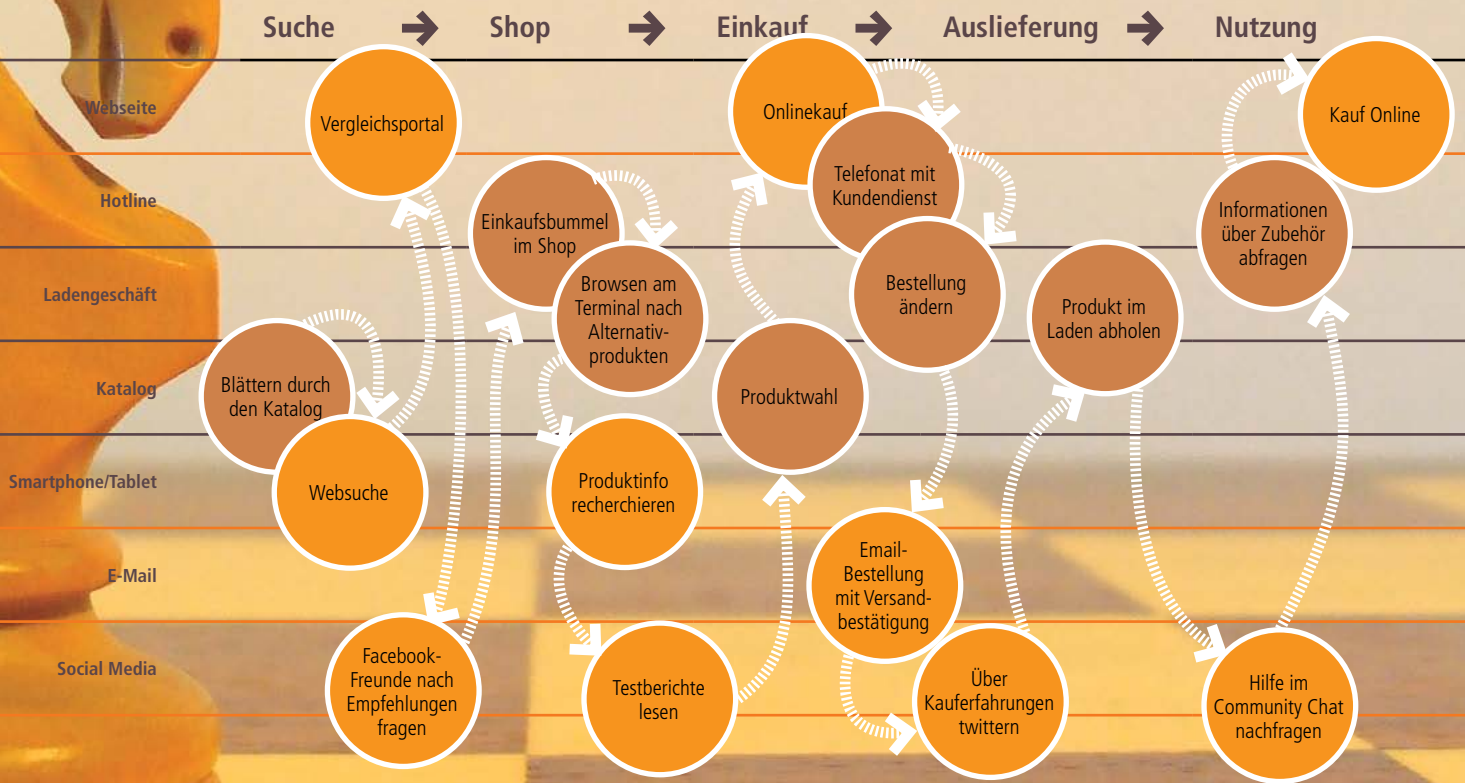 Suche
Shop
Einkauf
Auslieferung
Nutzung
Webseite
Hotline
Ladengeschäft
Katalog
Smartphone/Tablet
E-Mail
Social Media
Blättern durch
den Katalog
Websuche
Vergleichsportal
Facebook-
Freunde nach
Empfehlungen
fragen
Einkaufsbummel
im Shop
Browsen am
Terminal nach
Alternativ-
produkten
Produktinfo
recherchieren
Testberichte
lesen
Produktwahl
Onlinekauf
Telefonat mit
Kundendienst
Bestellung
ändern
Email-
Bestellung
mit Versand-
bestätigung
Über
Kauferfahrungen
twittern
Produkt im
Laden abholen
Hilfe im
Community Chat
nachfragen
Informationen
über Zubehör
abfragen
Kauf Online